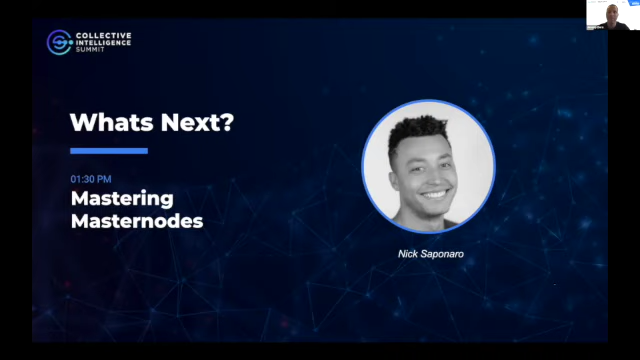 COLLECTIVE
INTELLIGENCE
SUMMIT
Whats Next?
01:30 PM
Mastering
Masternodes
Nick Saponaro